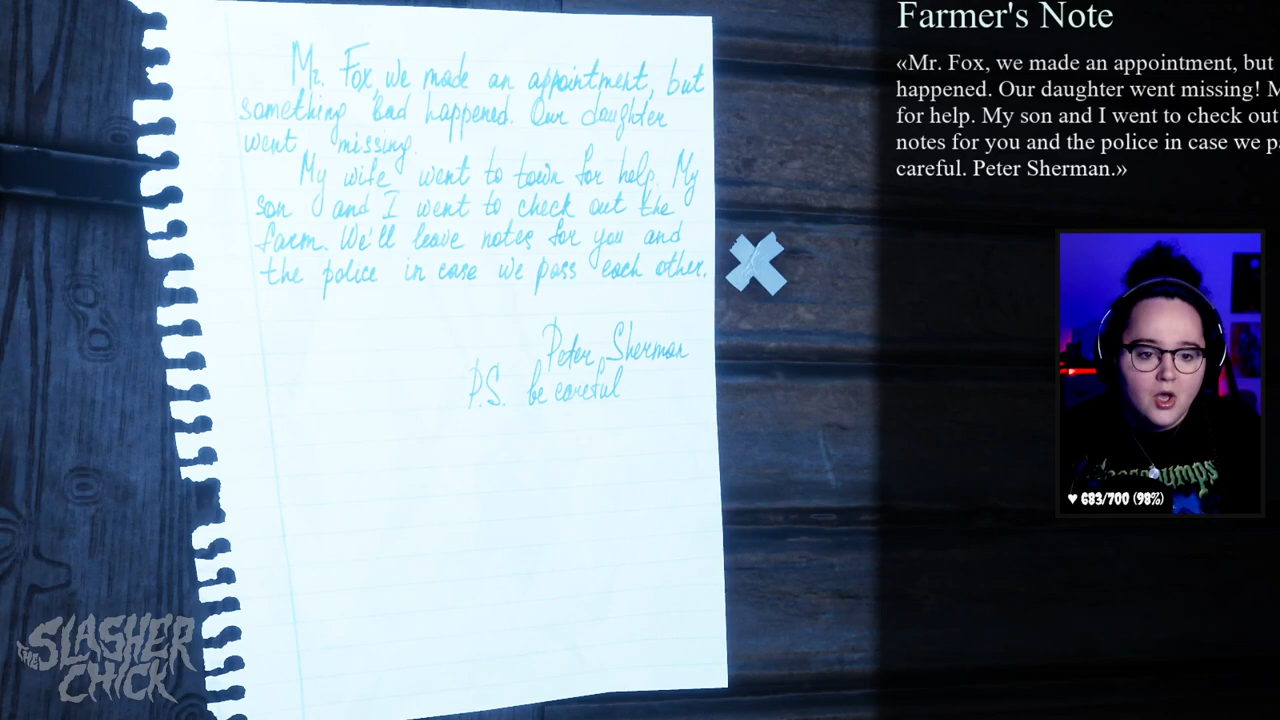 Mr. Fox, we made an appointment, but
something bad happened. Our daughter
went missing.
My wife went to town for help. My
son and I went to check out the
farm. We'll leave notes for you and
the police in case we pass each other.
Peter Sherman
P.S. be careful
Farmer's Note
«Mr. Fox, we made an appointment, but
happened. Our daughter went missing! M
for help. My son and I went to check out
notes for you and the police in case we pa
careful. Peter Sherman.»
♥ 683/700 (98%)
THE SLASHER
CHICK